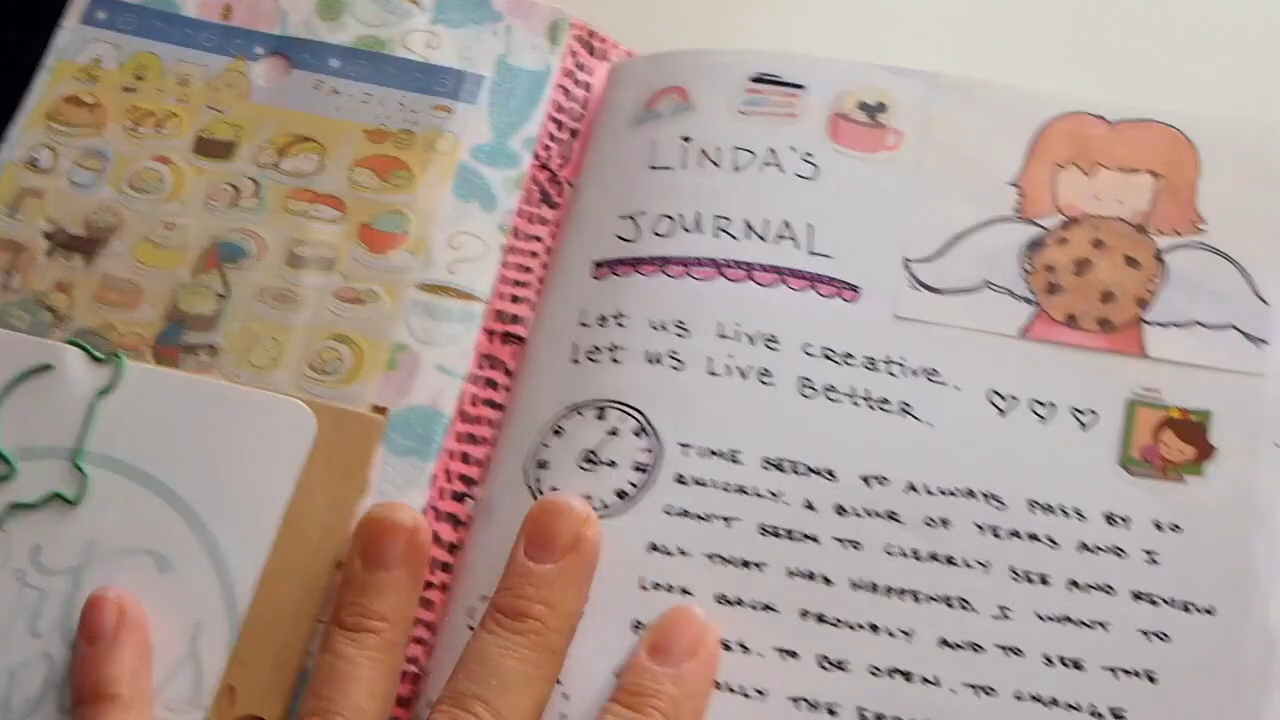 LINDA'S
JOURNAL
Let us Live creative.
Let us Live Better.
TIME SEEMS TO ALWAYS PASS BY SO
QUICKLY. A BLUR OF YEARS AND I
CAN'T SEEM TO CLEARLY SEE AND REVIEW
ALL THAT HAS HAPPENED. I WANT TO
LOOK BACK PROUDLY AND TO SEE THE
TO BE OPEN. TO CHANGE
THE